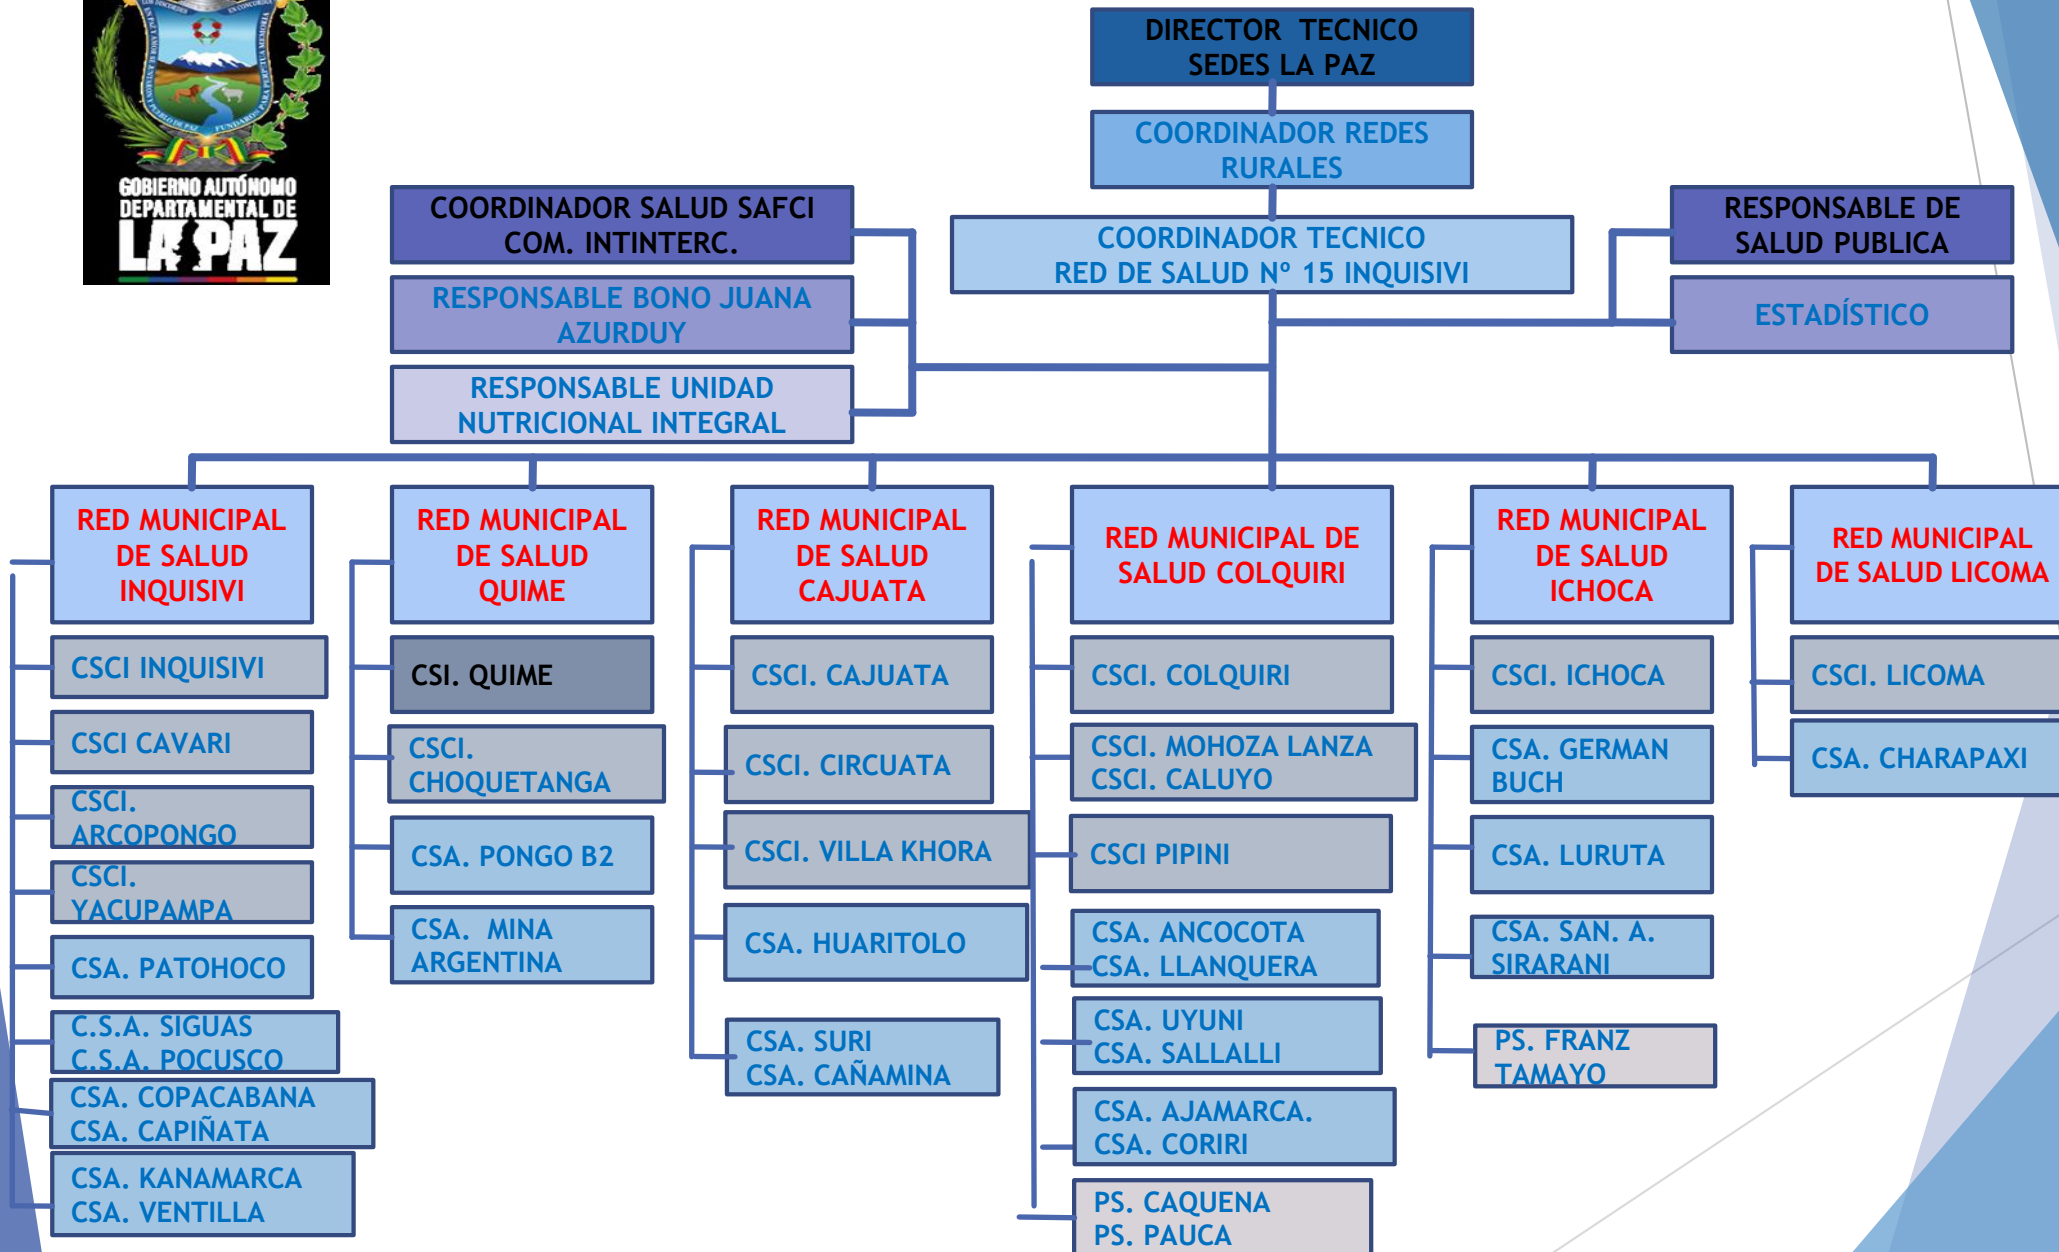 LOS DISCORDES
EN CONCORDIA
GOBIERNO AUTÓNOMO
DEPARTAMENTAL DE
LA PAZ
DIRECTOR TECNICO
SEDES LA PAZ
COORDINADOR REDES
RURALES
COORDINADOR SALUD SAFCI
COM. INTINTERC.
COORDINADOR TECNICO
RED DE SALUD Nº 15 INQUISIVI
RESPONSABLE DE
SALUD PUBLICA
RESPONSABLE BONO JUANA
AZURDUY
ESTADÍSTICO
RESPONSABLE UNIDAD
NUTRICIONAL INTEGRAL
RED MUNICIPAL
DE SALUD
INQUISIVI
CSCI INQUISIVI
CSCI CAVARI
CSCI.
ARCOPONGO
CSCI.
YACUPAMPA
CSA. PATOHOCO
C.S.A. SIGUAS
C.S.A. POCUSCO
CSA. COPACABANA
CSA. CAPIÑATA
CSA. KANAMARCA
CSA. VENTILLA
RED MUNICIPAL
DE SALUD
QUIME
CSI. QUIME
CSCI.
CHOQUETANGA
CSA. PONGO B2
CSA. MINA
ARGENTINA
RED MUNICIPAL
DE SALUD
CAJUATA
CSCI. CAJUATA
CSCI. CIRCUATA
CSCI. VILLA KHORA
CSA. HUARITOLO
CSA. SURI
CSA. CAÑAMINA
RED MUNICIPAL DE
SALUD COLQUIRI
CSCI. COLQUIRI
CSCI. MOHOZA LANZA
CSCI. CALUYO
CSCI PIPINI
CSA. ANCOCOTA
CSA. LLANQUERA
CSA. UYUNI
CSA. SALLALLI
CSA. AJAMARCA.
CSA. CORIRI
PS. CAQUENA
PS. PAUCA
RED MUNICIPAL
DE SALUD
ICHOCA
CSCI. ICHOCA
CSA. GERMAN
BUCH
CSA. LURUTA
CSA. SAN. A.
SIRARANI
PS. FRANZ
TAMAYO
RED MUNICIPAL
DE SALUD LICOMA
CSCI. LICOMA
CSA. CHARAPAXI